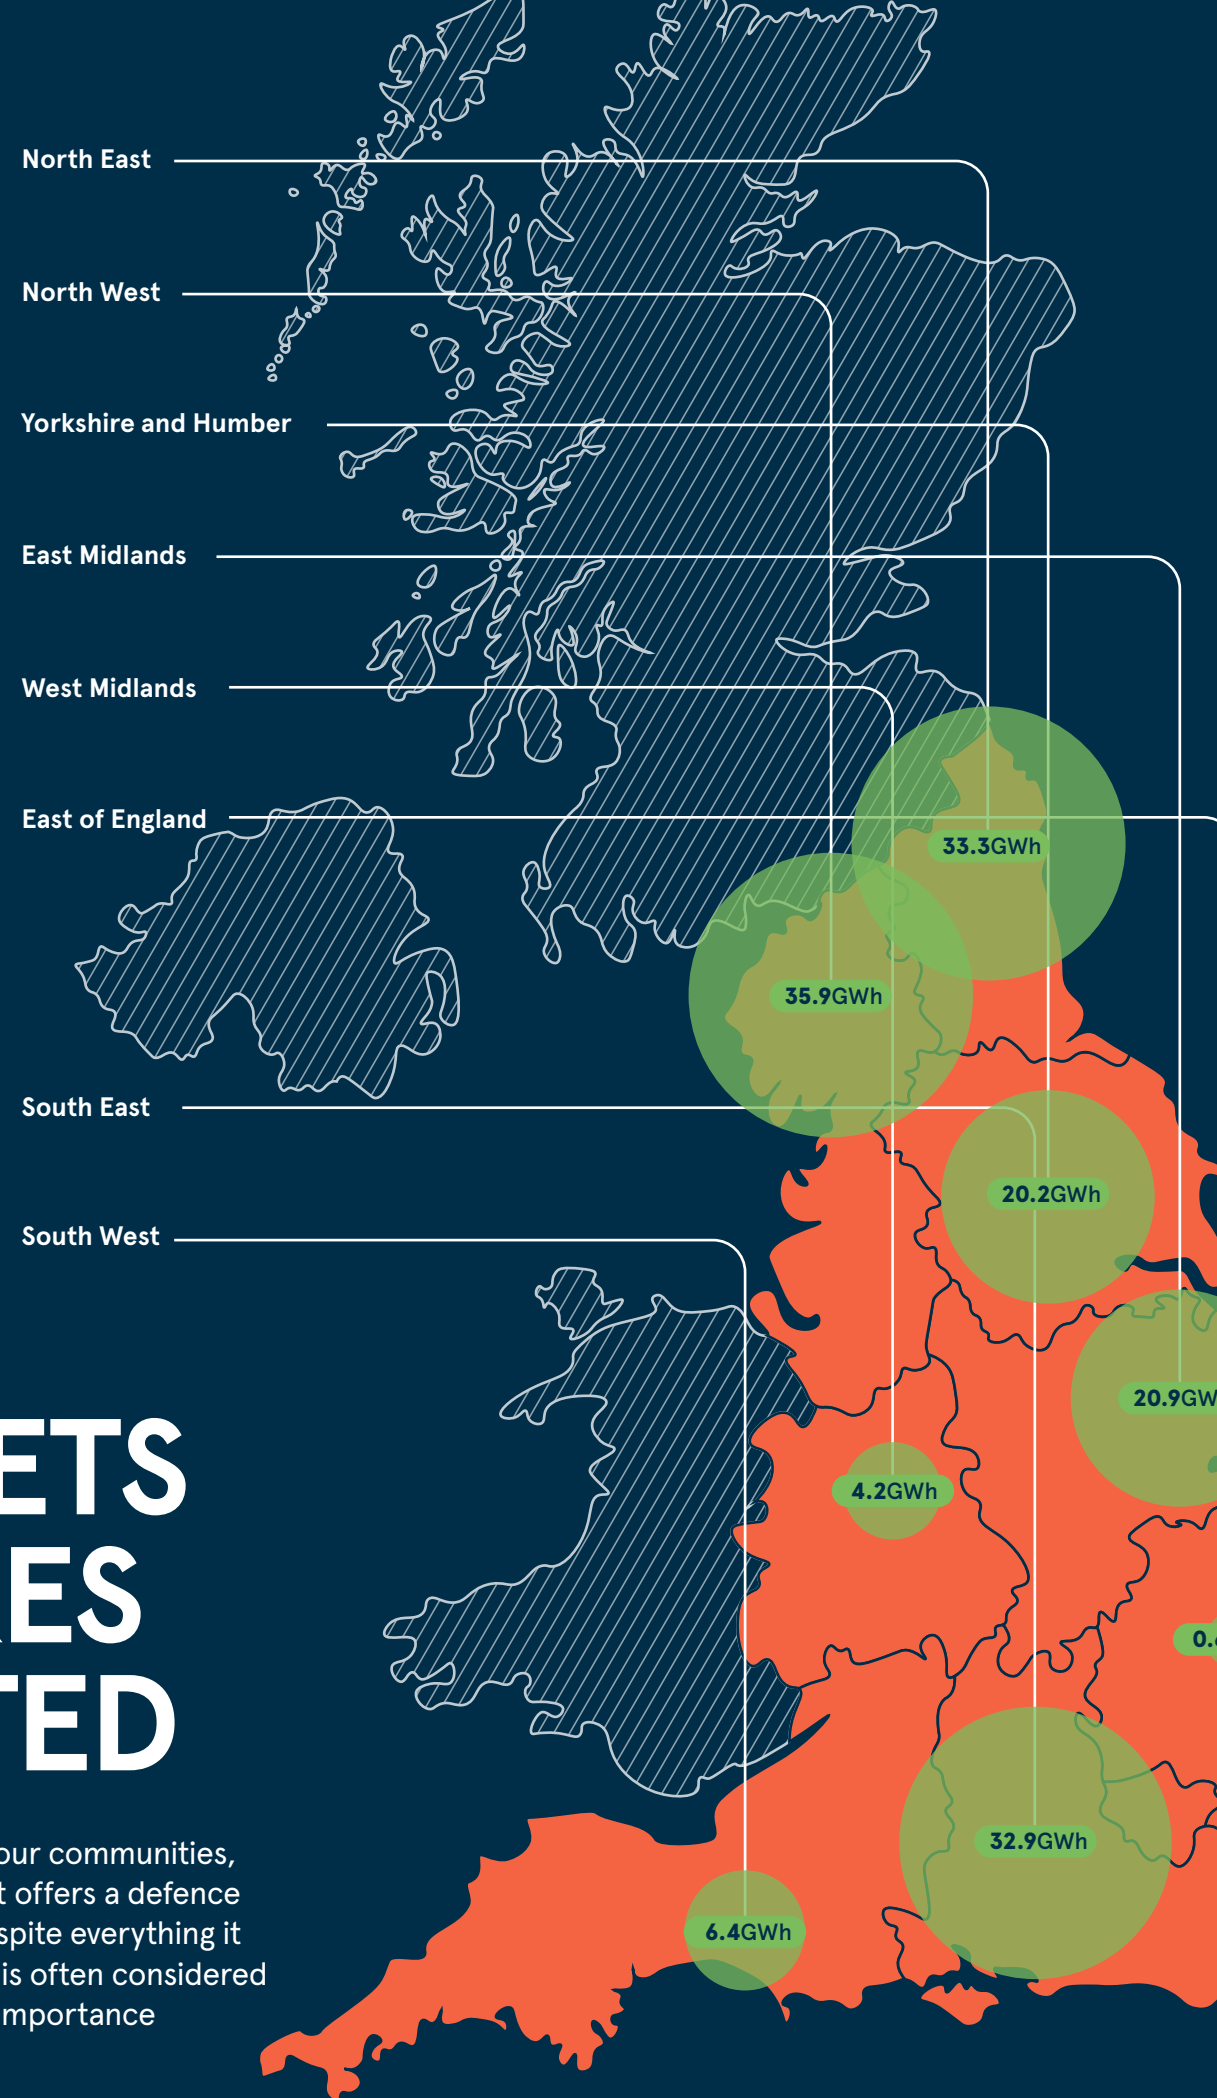 North East
North West
Yorkshire and Humber
East Midlands
West Midlands
East of England
33.3GWh
35.9GWh
South East
20.2GWh
South West
20.9GW
ETS
4.2GWh
ES
0.
TED
32.9GWh
our communities,
t offers a defence
6.4GWh
spite everything it
is often considered
mportance